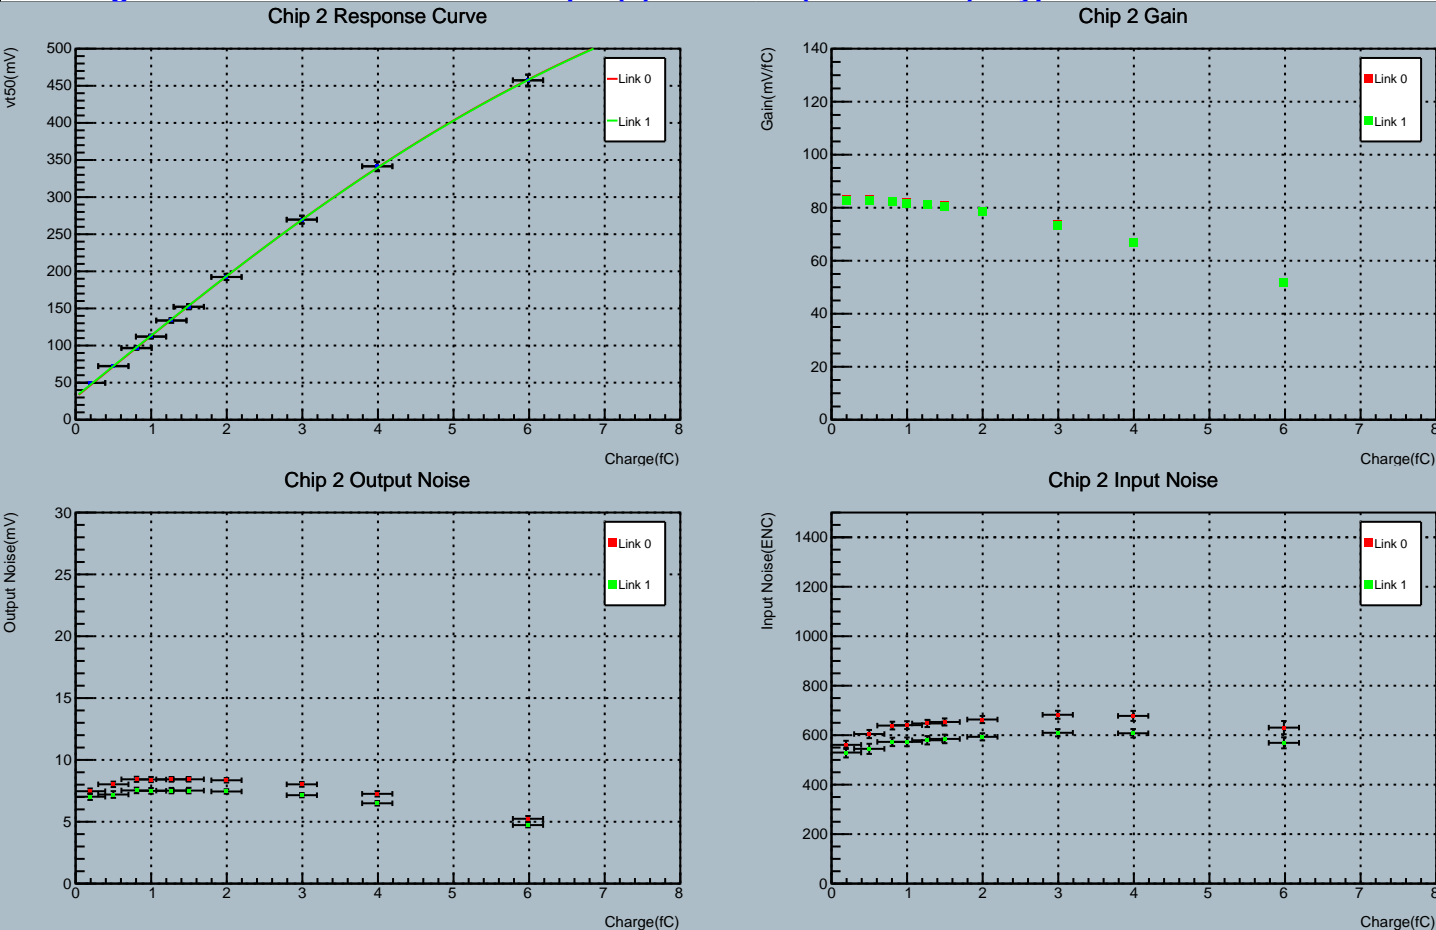 Chip 2 Response Curve
vt50(mV)
500
450
400
350
300
250
200
150
100
50
0
0 1 2 3 4 5 6 7 8
Charge(fC)
Link 0
Link 1
Chip 2 Gain
Gain(mV/fC)
140
120
100
80
60
40
20
0
0 1 2 3 4 5 6 7 8
Charge(fC)
Link 0
Link 1
Chip 2 Output Noise
Output Noise(mV)
30
25
20
15
10
5
0
0 1 2 3 4 5 6 7 8
Charge(fC)
Link 0
Link 1
Chip 2 Input Noise
Input Noise(ENC)
1400
1200
1000
800
600
400
200
0
0 1 2 3 4 5 6 7 8
Charge(fC)
Link 0
Link 1